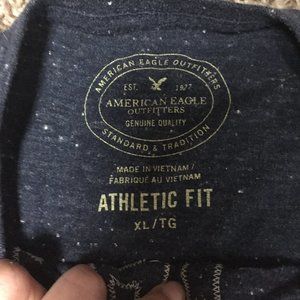 AMERICAN EAGLE OUTFITTERS
EST. 1977
AMERICAN EAGLE
OUTFITTERS
GENUINE QUALITY
STANDARD & TRADITION
MADE IN VIETNAM /
FABRIQUÉ AU VIETNAM
ATHLETIC FIT
XL/TG